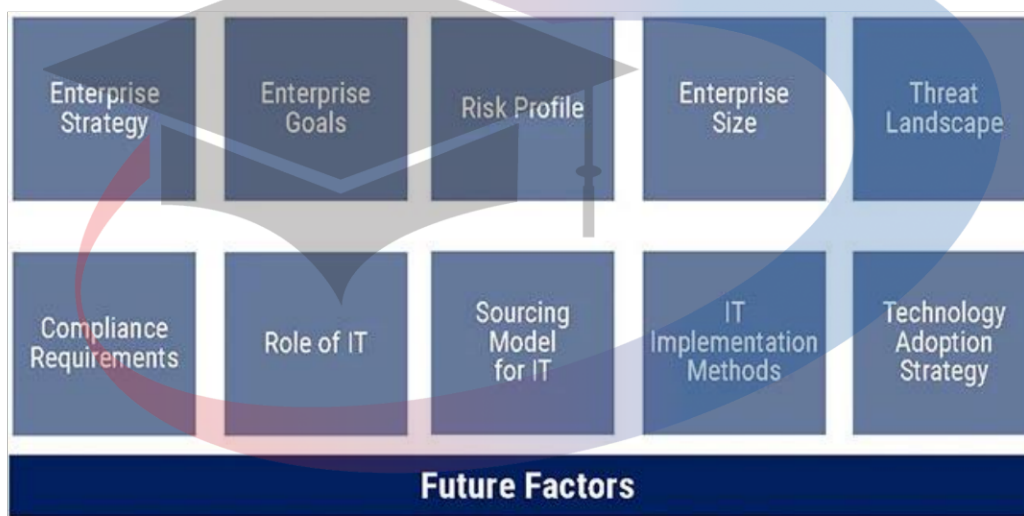 Enterprise
Strategy
Enterprise
Goals
Risk Profile
Enterprise
Size
Threat
Landscape
Compliance
Requirements
Role of IT
Sourcing
Model
for IT
IT
Implementation
Methods
Technology
Adoption
Strategy
Future Factors